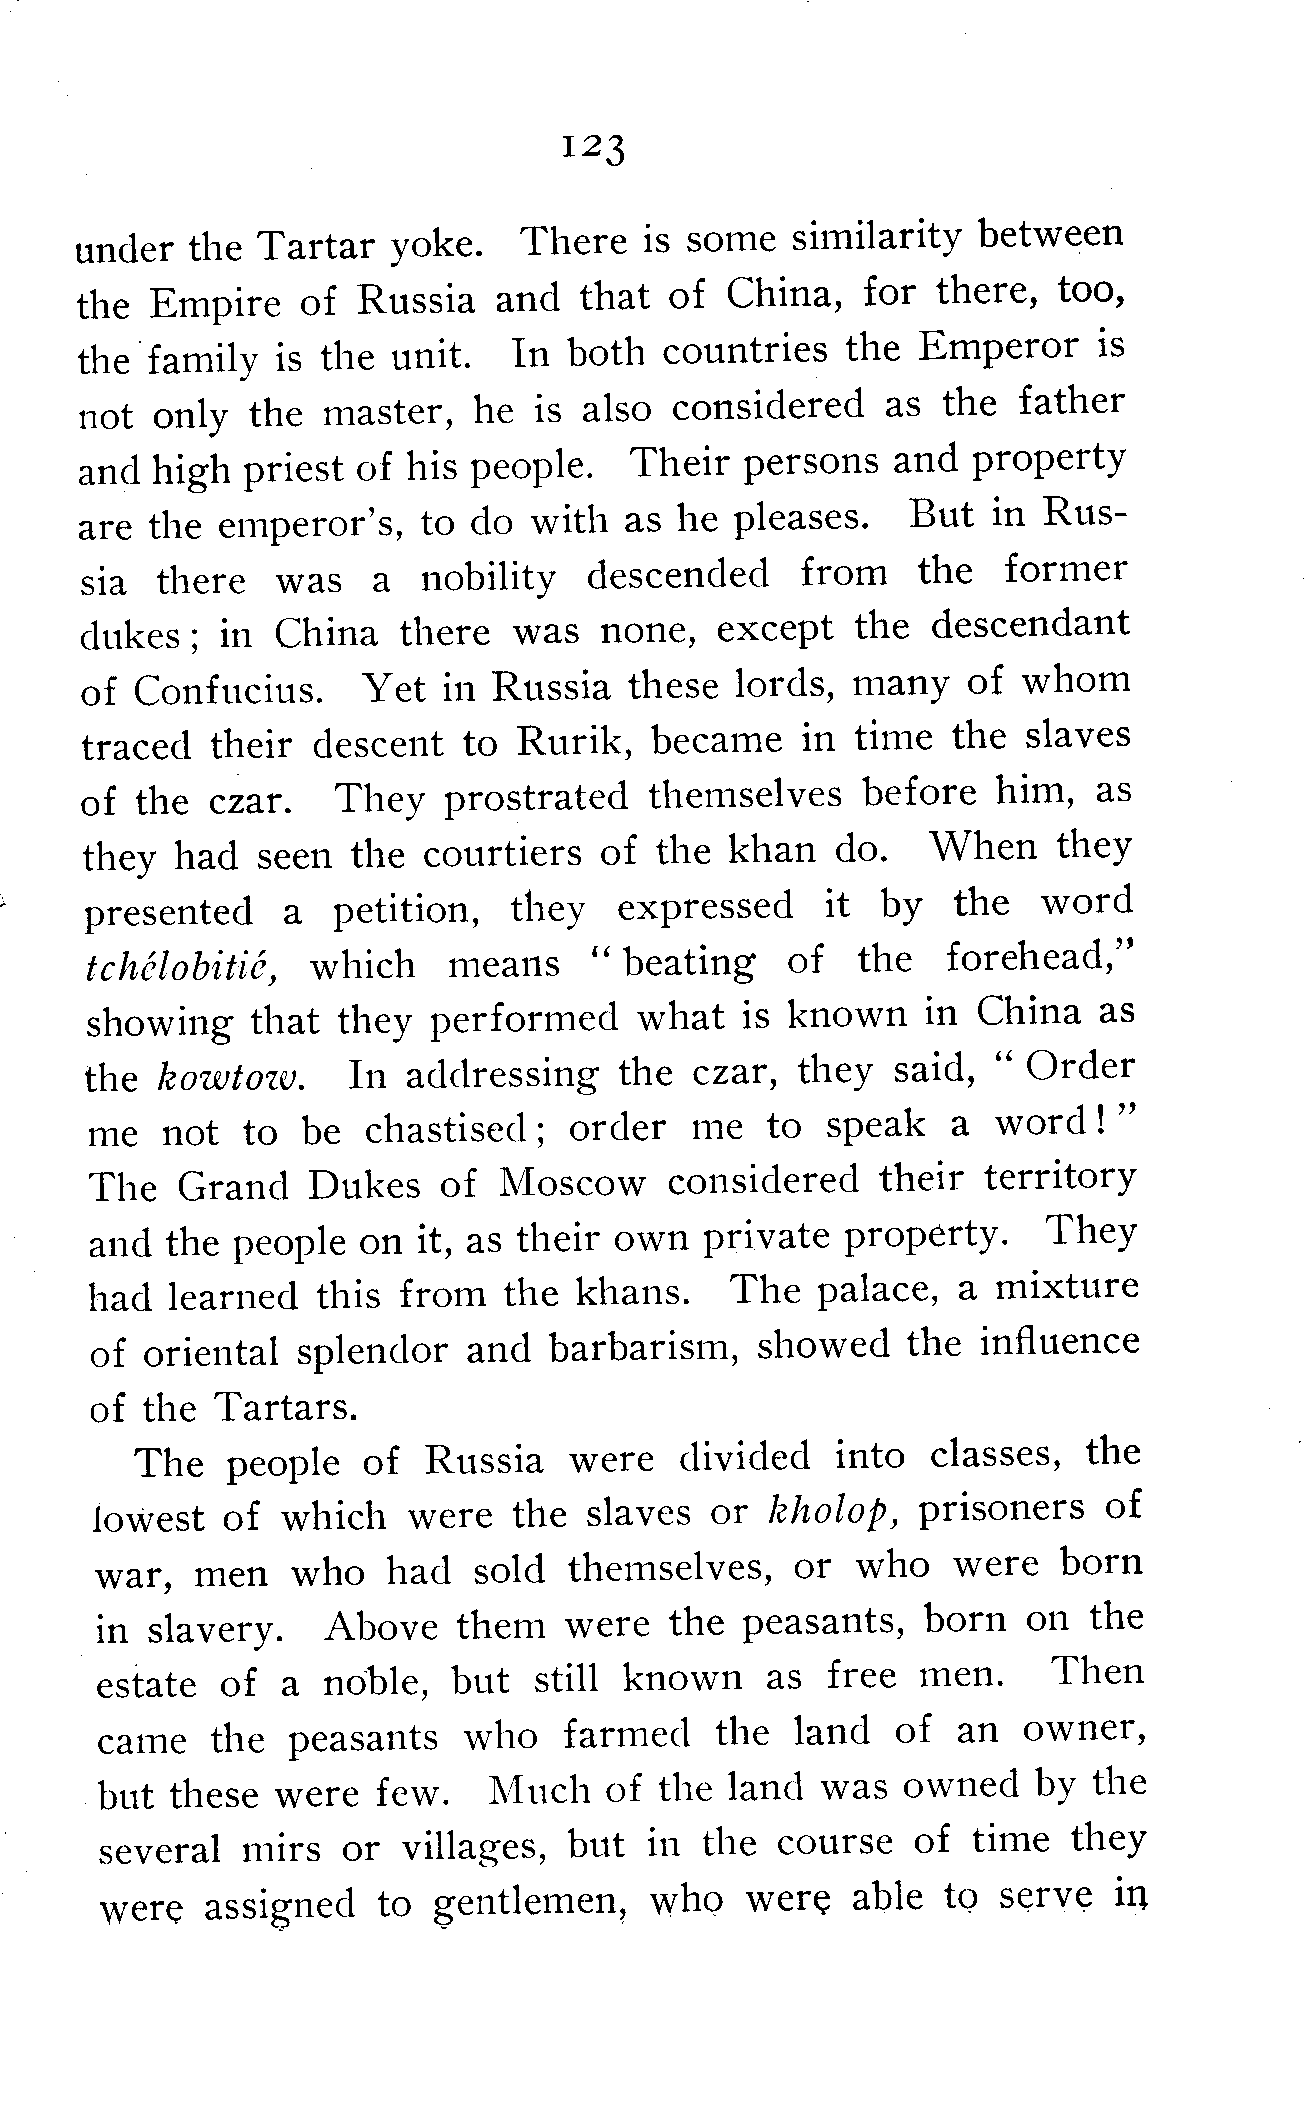 123
under the Tartar yoke. There is some similarity between
the Empire of Russia and that of China, for there, too,
the family is the unit. In both countries the Emperor is
not only the master, he is also considered as the father
and high priest of his people. Their persons and property
are the emperor's, to do with as he pleases. But in Rus-
sia there was a nobility descended from the former
dukes; in China there was none, except the descendant
of Confucius. Yet in Russia these lords, many of whom
traced their descent to Rurik, became in time the slaves
of the czar. They prostrated themselves before him, as
they had seen the courtiers of the khan do. When they
presented a petition, they expressed it by the word
tchélobitié, which means "beating of the forehead,"
showing that they performed what is known in China as
the kowtow. In addressing the czar, they said, "Order
me not to be chastised; order me to speak a word!"
The Grand Dukes of Moscow considered their territory
and the people on it, as their own private property. They
had learned this from the khans. The palace, a mixture
of oriental splendor and barbarism, showed the influence
of the Tartars.
The people of Russia were divided into classes, the
lowest of which were the slaves or kholop, prisoners of
war, men who had sold themselves, or who were born
in slavery. Above them were the peasants, born on the
estate of a noble, but still known as free men. Then
came the peasants who farmed the land of an owner,
but these were few. Much of the land was owned by the
several mirs or villages, but in the course of time they
were assigned to gentlemen, who were able to serve in